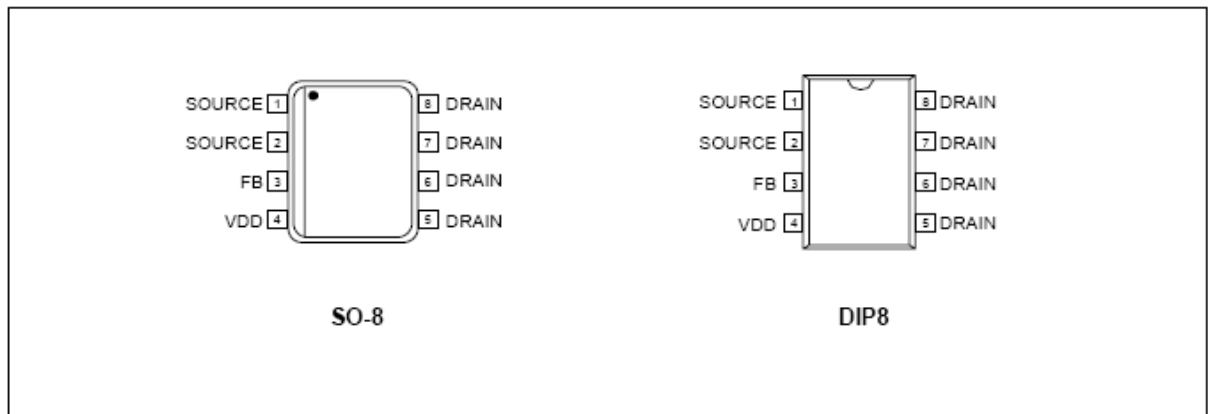 SOURCE 1 8 DRAIN
SOURCE 2 7 DRAIN
FB 3 6 DRAIN
VDD 4 5 DRAIN
SO-8
SOURCE 1 8 DRAIN
SOURCE 2 7 DRAIN
FB 3 6 DRAIN
VDD 4 5 DRAIN
DIP8